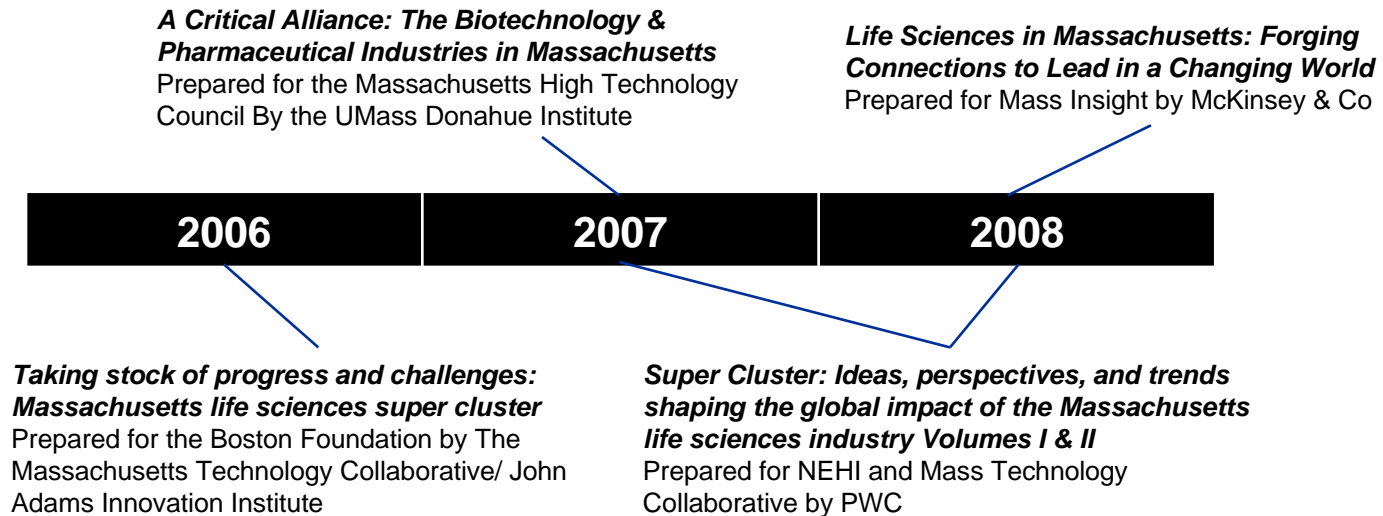 A Critical Alliance: The Biotechnology &
Pharmaceutical Industries in Massachusetts
Prepared for the Massachusetts High Technology
Council By the UMass Donahue Institute
Life Sciences in Massachusetts: Forging
Connections to Lead in a Changing World
Prepared for Mass Insight by McKinsey & Co
2006
2007
2008
Taking stock of progress and challenges:
Massachusetts life sciences super cluster
Prepared for the Boston Foundation by The
Massachusetts Technology Collaborative/ John
Adams Innovation Institute
Super Cluster: Ideas, perspectives, and trends
shaping the global impact of the Massachusetts
life sciences industry Volumes I & II
Prepared for NEHI and Mass Technology
Collaborative by PWC